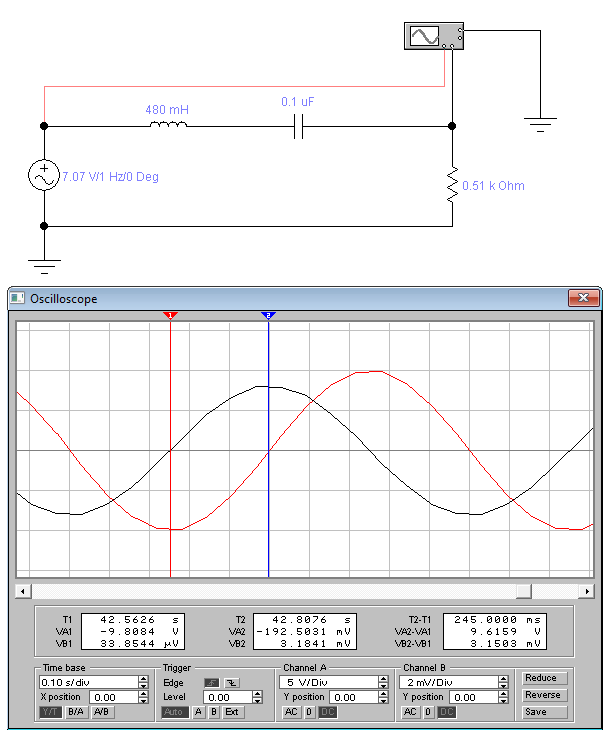 480 mH
0.1 uF
7.07 V/1 Hz/0 Deg
0.51 k Ohm
Oscilloscope
1 2
T1 42.5626 s T2 42.8076 s T2-T1 245.0000 ms
VA1 -9.8084 V VA2 -192.5031 mV VA2-VA1 9.6159 V
VB1 33.8544 µV VB2 3.1841 mV VB2-VB1 3.1503 mV
Time base Trigger Channel A Channel B Reduce
0.10 s/div Edge 5 V/Div 2 mV/Div
X position 0.00 Level 0.00 Y position 0.00 Y position 0.00 Reverse
Y/T B/A A/B Auto A B Ext AC 0 DC AC 0 DC Save